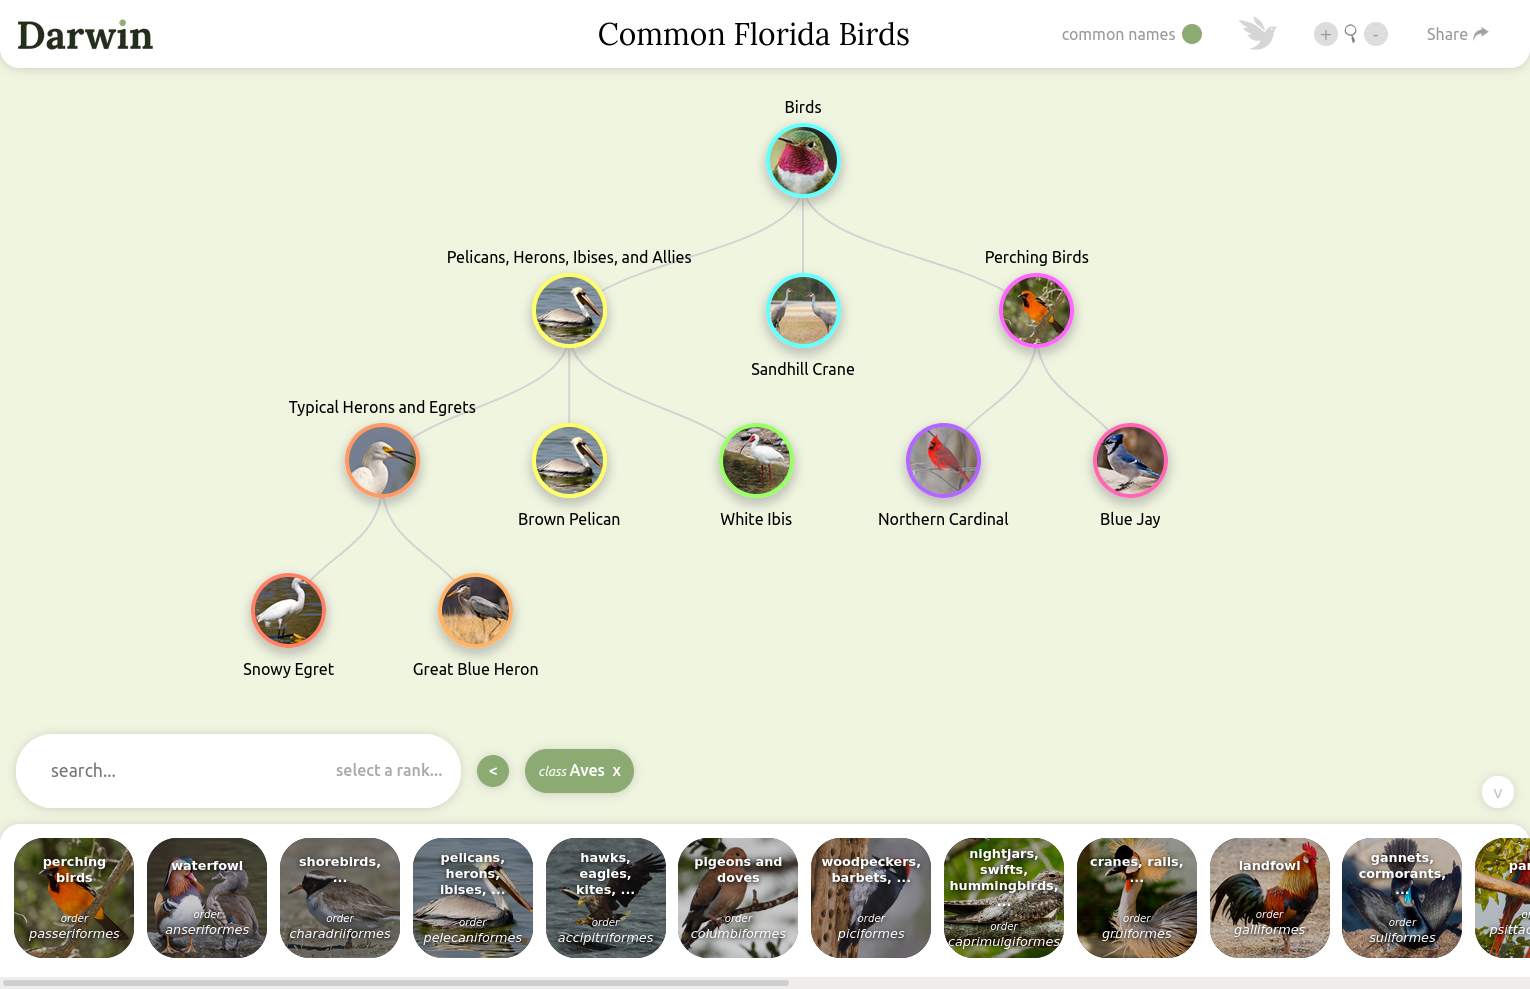 Darwin
Common Florida Birds
common names
+
-
Share
Birds
Pelicans, Herons, Ibises, and Allies
Perching Birds
Sandhill Crane
Typical Herons and Egrets
Brown Pelican
White Ibis
Northern Cardinal
Blue Jay
Snowy Egret
Great Blue Heron
search...
select a rank...
<
class Aves x
v
perching
birds
order
passeriformes
waterfowl
order
anseriformes
shorebirds,
...
order
charadriiformes
pelicans,
herons,
ibises, ...
order
pelecaniformes
hawks,
eagles,
kites, ...
order
accipitriformes
pigeons and
doves
order
columbiformes
woodpeckers,
barbets, ...
order
piciformes
nightjars,
swifts,
hummingbirds,
...
order
caprimulgiformes
cranes, rails,
...
order
gruiformes
landfowl
order
galliformes
gannets,
cormorants,
...
order
suliformes